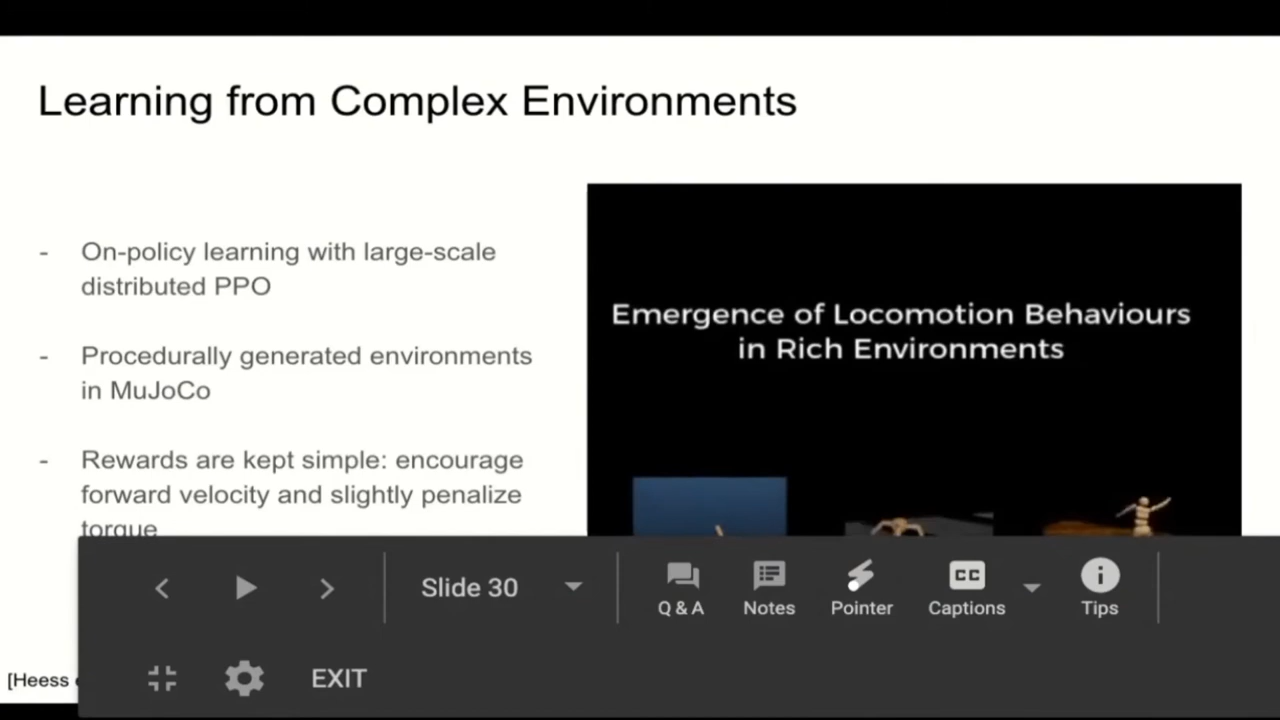 Learning from Complex Environments
- On-policy learning with large-scale
distributed PPO
- Procedurally generated environments
in MuJoCo
- Rewards are kept simple: encourage
forward velocity and slightly penalize
torque
Emergence of Locomotion Behaviours
in Rich Environments
Slide 30
Q & A
Notes
Pointer
CC
Captions
Tips
[Heess
EXIT